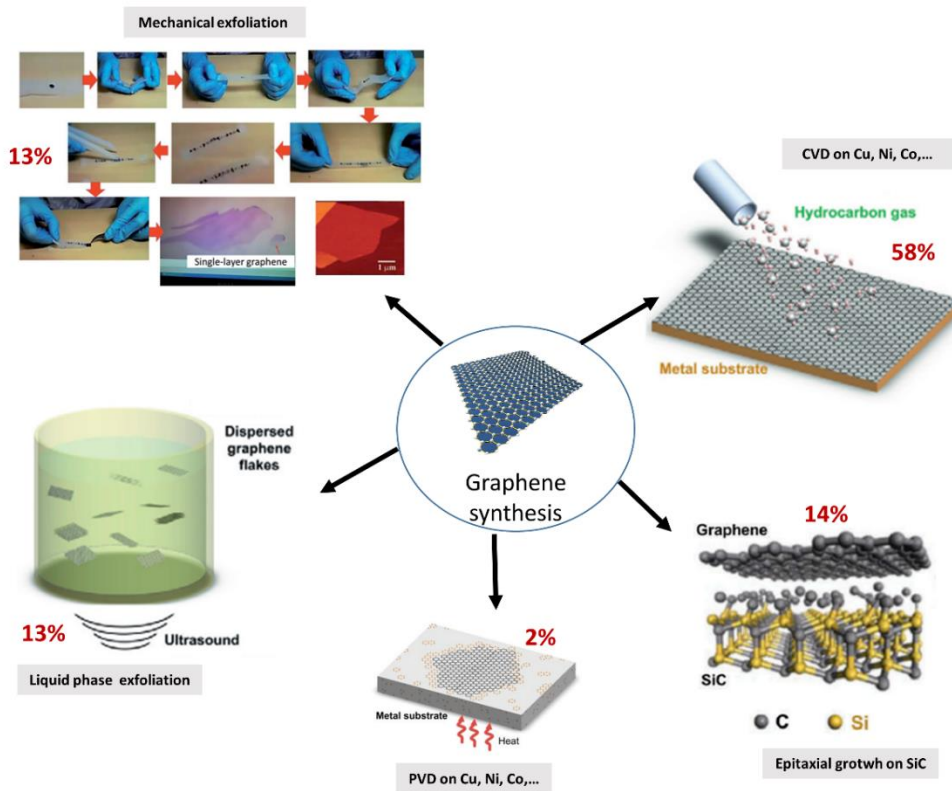 Mechanical exfoliation
13%
Single-layer graphene
1 μm
CVD on Cu, Ni, Co,...
Hydrocarbon gas
58%
Metal substrate
Dispersed
graphene
flakes
13%
Ultrasound
Liquid phase exfoliation
Graphene
synthesis
2%
Metal substrate
Heat
PVD on Cu, Ni, Co,...
14%
Graphene
SiC
C
Si
Epitaxial grotwh on SiC